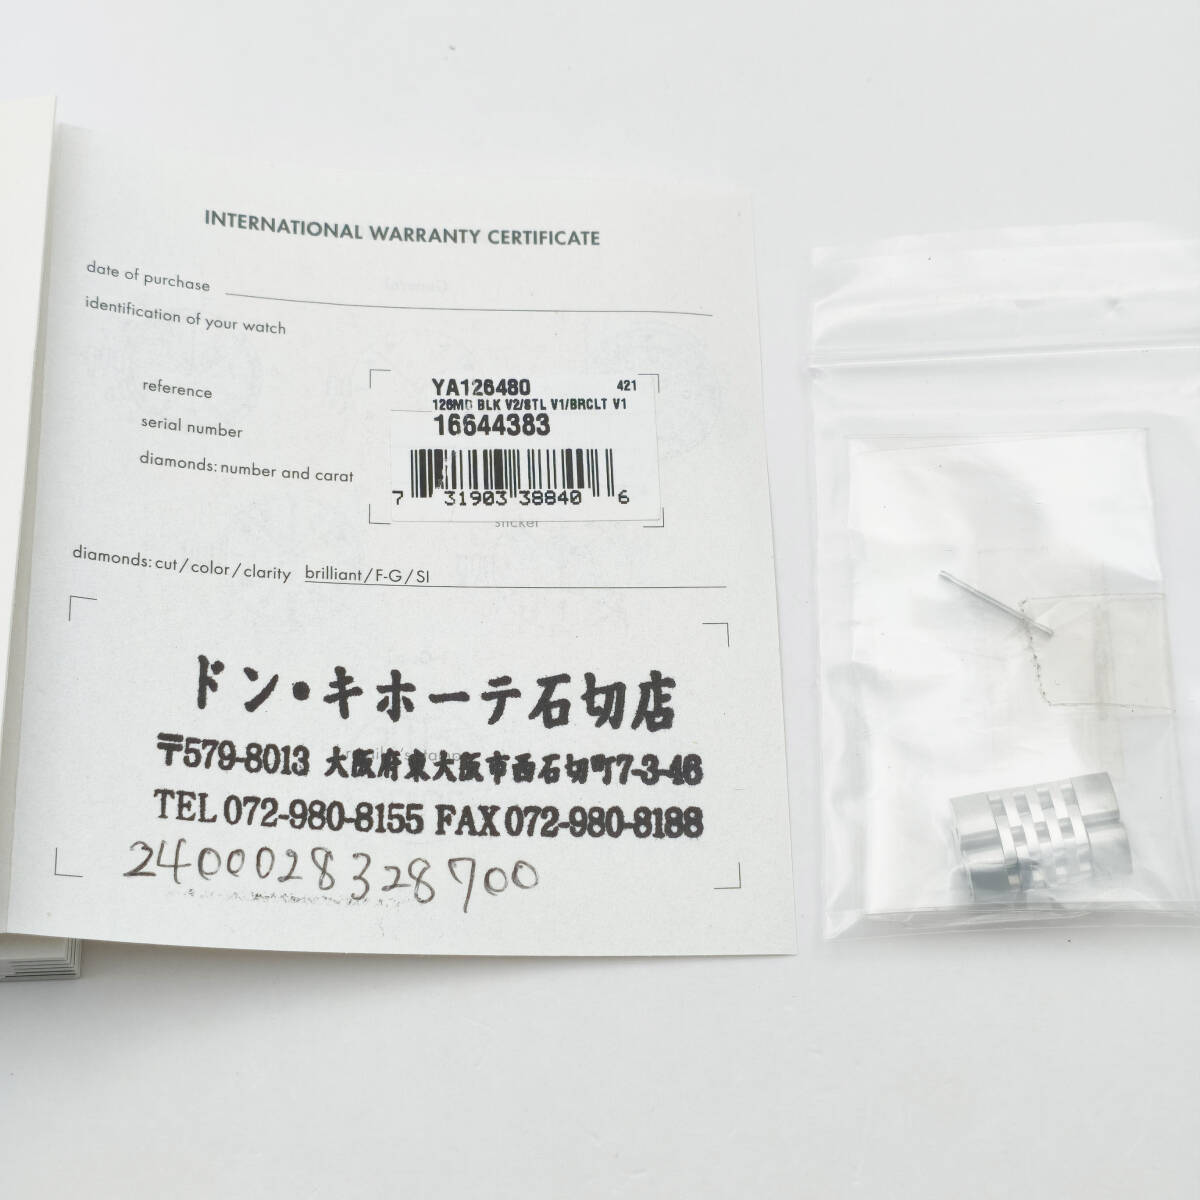 INTERNATIONAL WARRANTY CERTIFICATE
date of purchase
identification of your watch
reference
YA126480 421
126MD BLK V2/STL V1/BRCLT V1
serial number
16644383
diamonds: number and carat
7 31903 38840 6
sticker
diamonds: cut / color / clarity brilliant / F-G / SI
ドン・キホーテ石切店
〒579-8013 大阪府東大阪市西石切町7-3-46
TEL 072-980-8155 FAX 072-980-8188
2400028328700